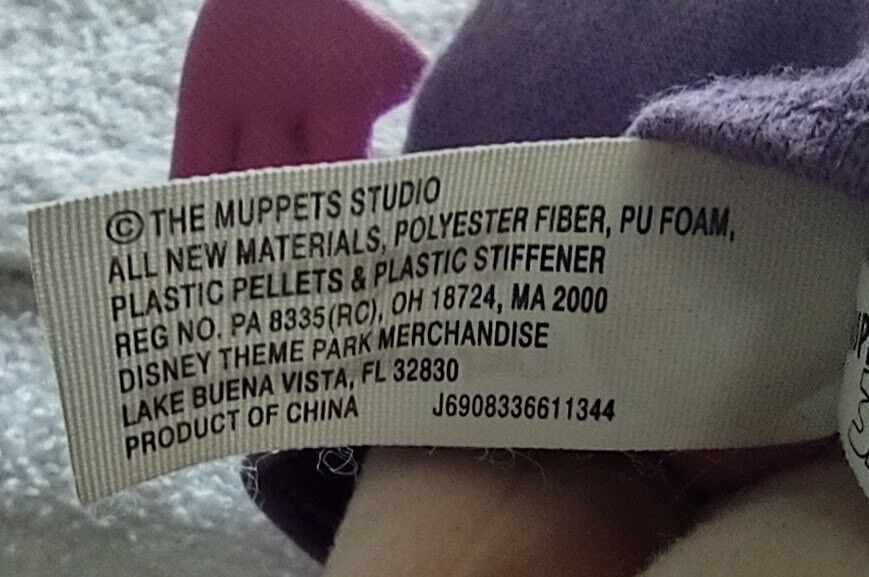 © THE MUPPETS STUDIO
ALL NEW MATERIALS, POLYESTER FIBER, PU FOAM,
PLASTIC PELLETS & PLASTIC STIFFENER
REG NO. PA 8335(RC), OH 18724, MA 2000
DISNEY THEME PARK MERCHANDISE
LAKE BUENA VISTA, FL 32830
PRODUCT OF CHINA J6908336611344